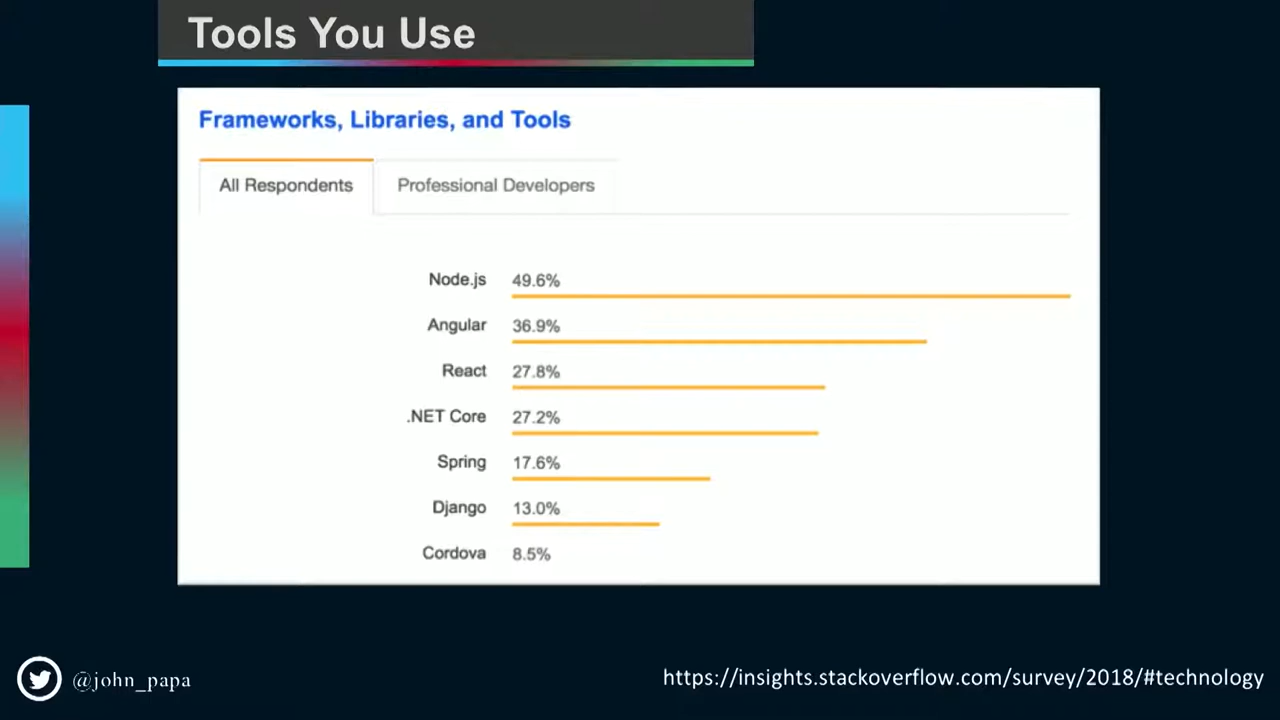 Tools You Use
Frameworks, Libraries, and Tools
All Respondents Professional Developers
Node.js 49.6%
Angular 36.9%
React 27.8%
.NET Core 27.2%
Spring 17.6%
Django 13.0%
Cordova 8.5%
@john_papa https://insights.stackoverflow.com/survey/2018/#technology